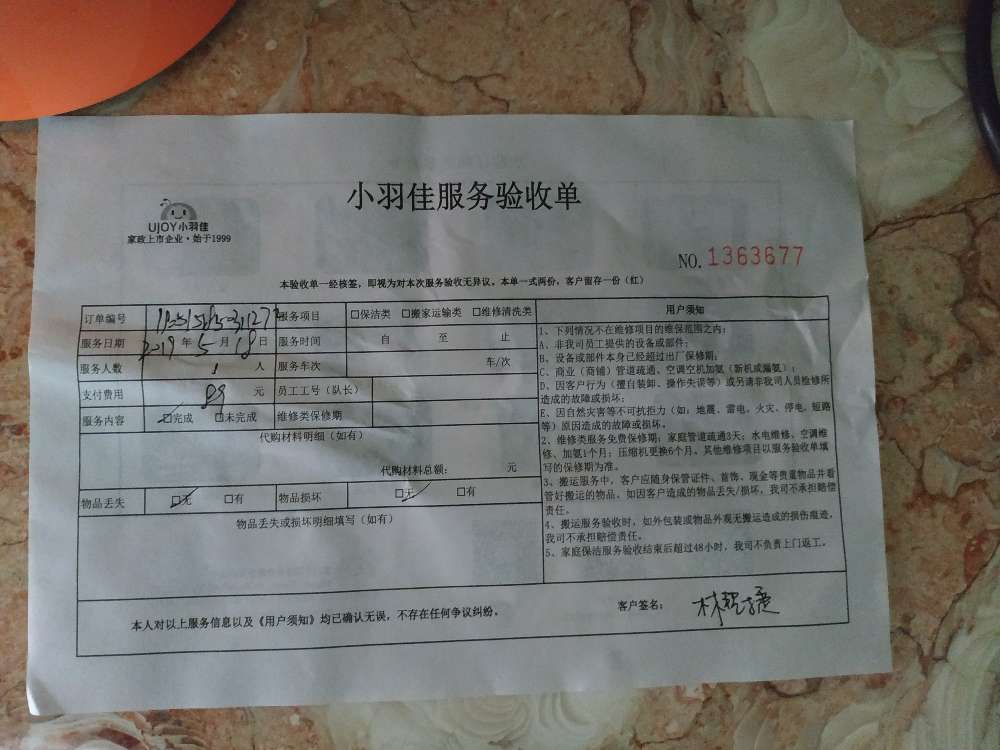 小羽佳服务验收单
UJOY小羽佳
家政上市企业·始于1999
NO. 1363677
本验收单一经核签，即视为对本次服务验收无异议，本单一式两份，客户留存一份（红）
订单编号 服务项目 □保洁类 □搬家运输类 □维修清洗类
服务日期 2019 年 5 月 18 日 服务时间 自 至 止
服务人数 1 人 服务车次 车/次
支付费用 99 元 员工工号（队长）
服务内容 □完成 □未完成 维修类保修期
代购材料明细（如有）
代购材料总额： 元
物品丢失 □无 □有 物品损坏 □无 □有
物品丢失或损坏明细填写（如有）
用户须知
1、下列情况不在维修项目的维保范围之内：
A、非我司员工提供的设备或部件；
B、设备或部件本身已经超过出厂保修期；
C、商业（商铺）管道疏通、空调空机加氨（新机或漏氨）；
D、因客户行为（擅自装卸、操作失误等）或另请非我司人员检修所
造成的故障或损坏；
E、因自然灾害等不可抗拒力（如：地震、雷电、火灾、停电、短路
等）原因造成的故障或损坏。
2、维修类服务免费保修期：家庭管道疏通3天；水电维修、空调维
修、加氨1个月；压缩机更换6个月。其他维修项目以服务验收单填
写的保修期为准。
3、搬运服务中，客户应随身保管证件、首饰、现金等贵重物品并看
管好搬运的物品。如因客户造成的物品丢失/损坏，我司不承担赔偿
责任。
4、搬运服务验收时，如外包装或物品外观无搬运造成的损伤痕迹，
我司不承担赔偿责任。
5、家庭保洁服务验收结束后超过48小时，我司不负责上门返工。
本人对以上服务信息以及《用户须知》均已确认无误，不存在任何争议纠纷。
客户签名：